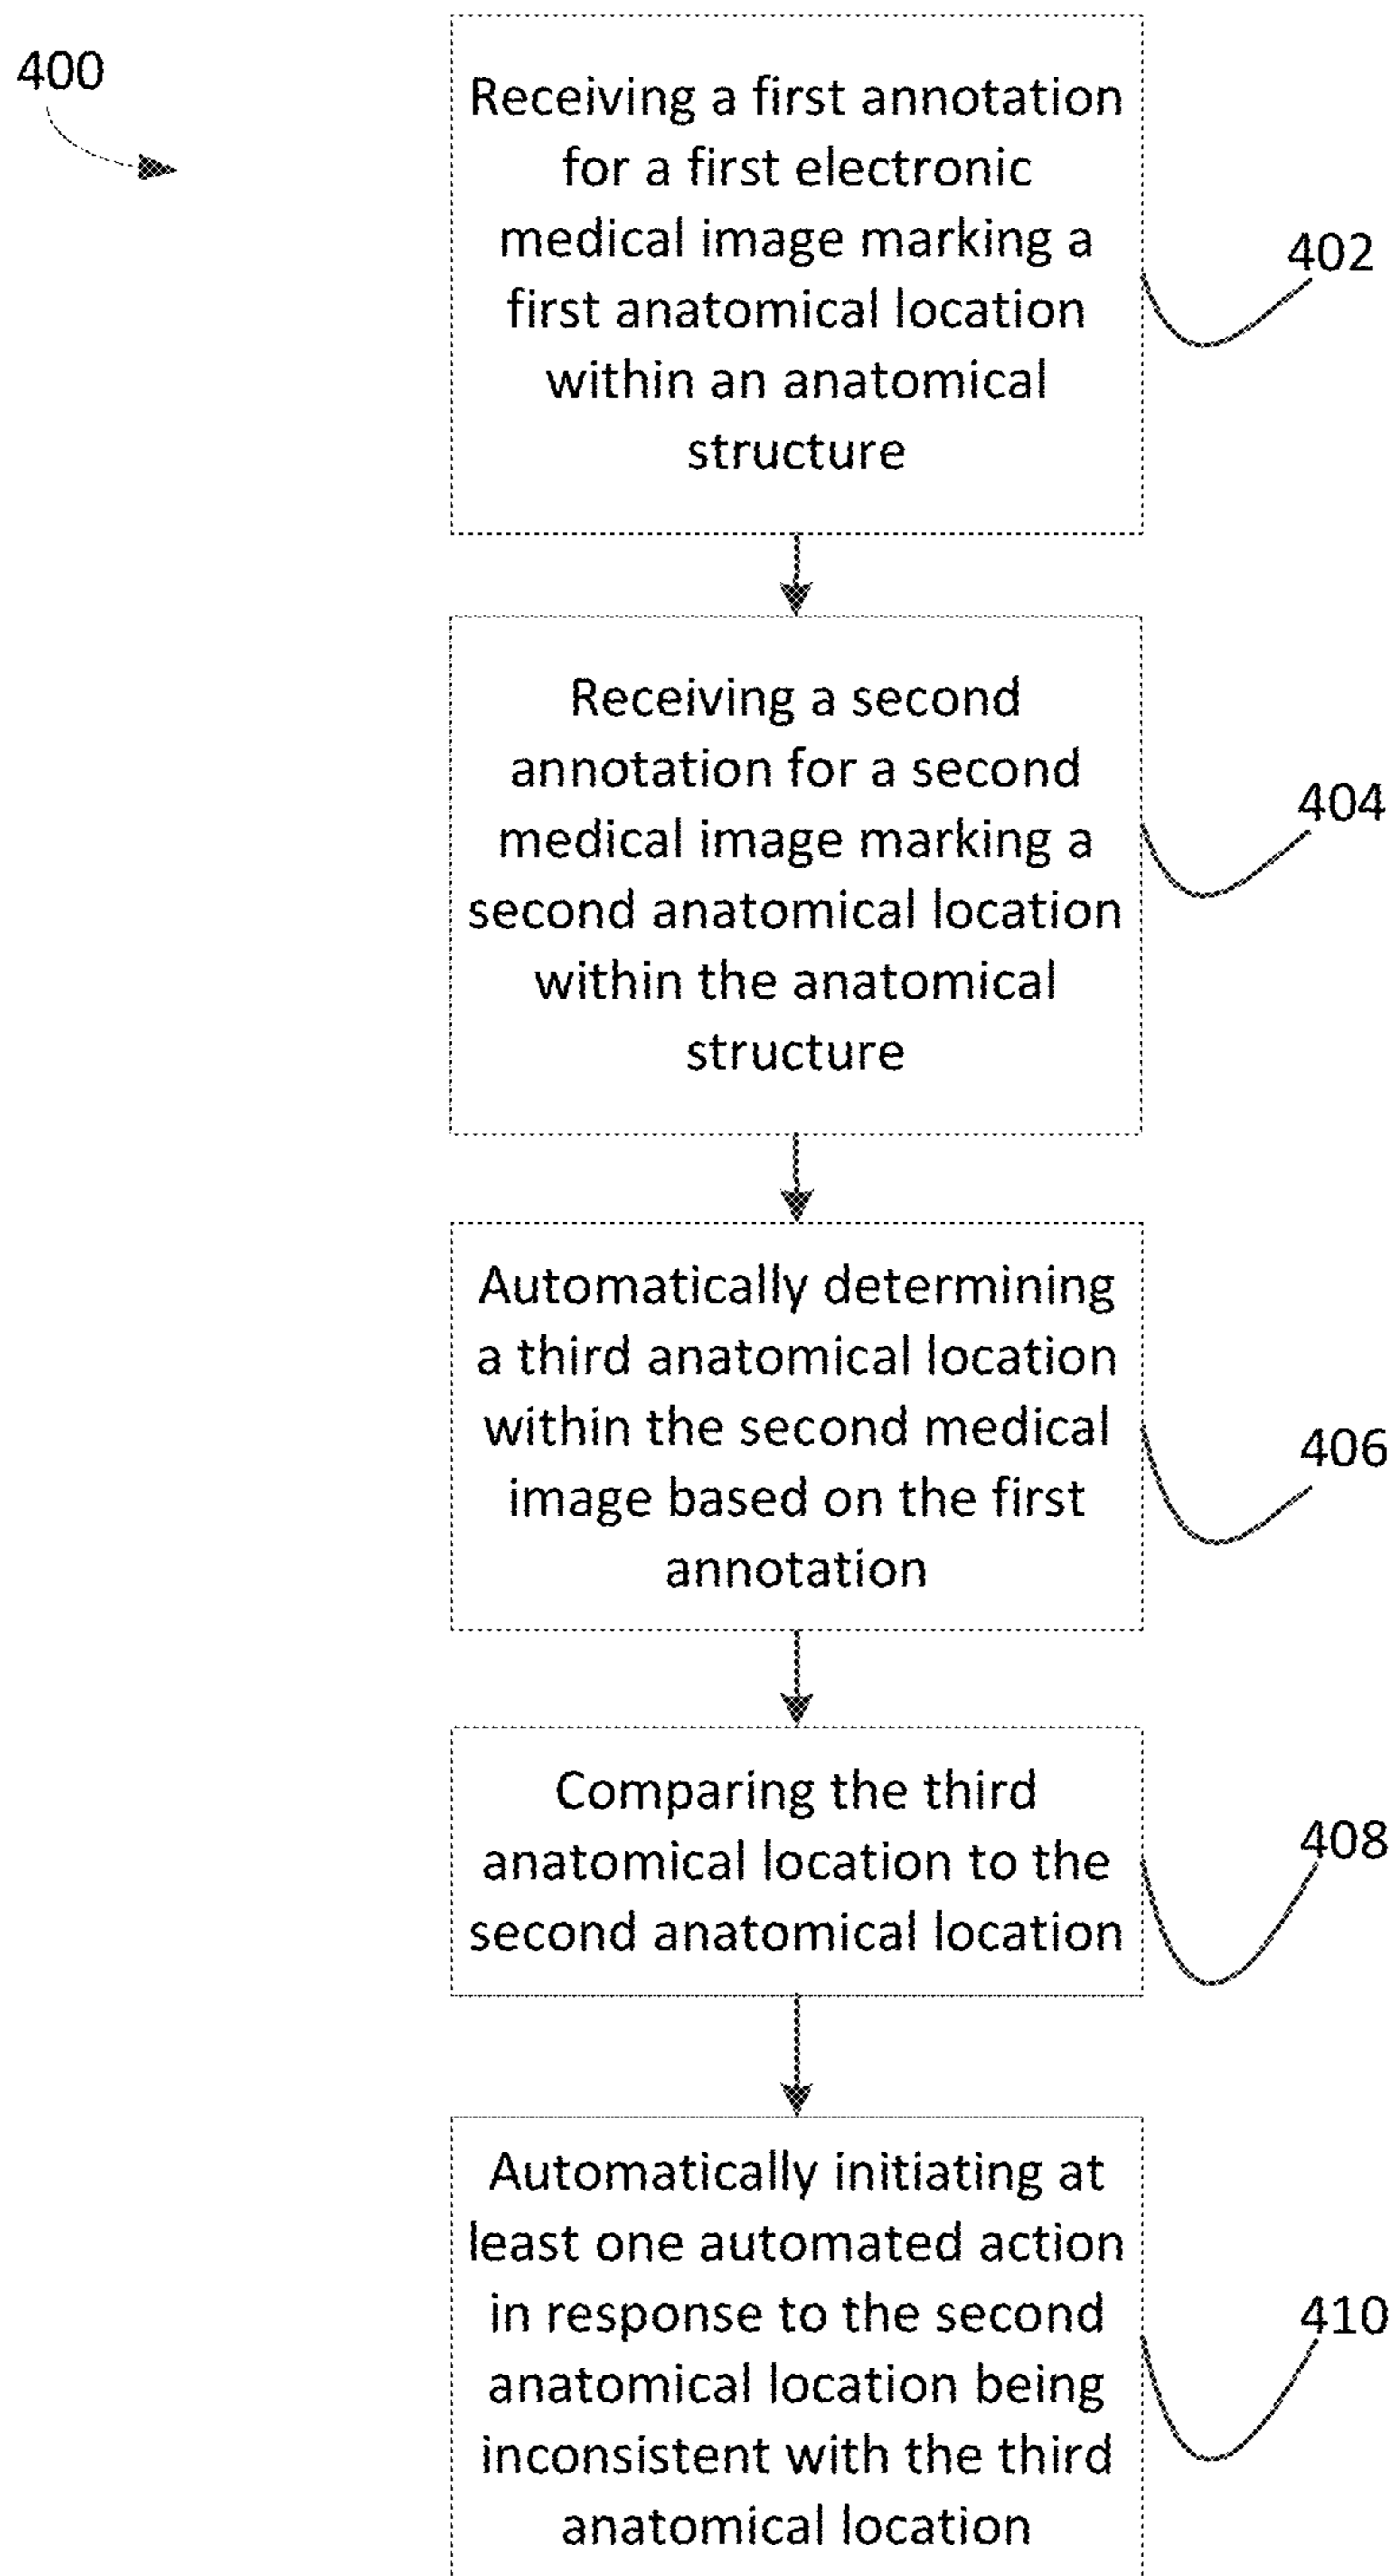 400
Receiving a first annotation
for a first electronic
medical image marking a
first anatomical location
within an anatomical
structure
402
Receiving a second
annotation for a second
medical image marking a
second anatomical location
within the anatomical
structure
404
Automatically determining
a third anatomical location
within the second medical
image based on the first
annotation
406
Comparing the third
anatomical location to the
second anatomical location
408
Automatically initiating at
least one automated action
in response to the second
anatomical location being
inconsistent with the third
anatomical location
410